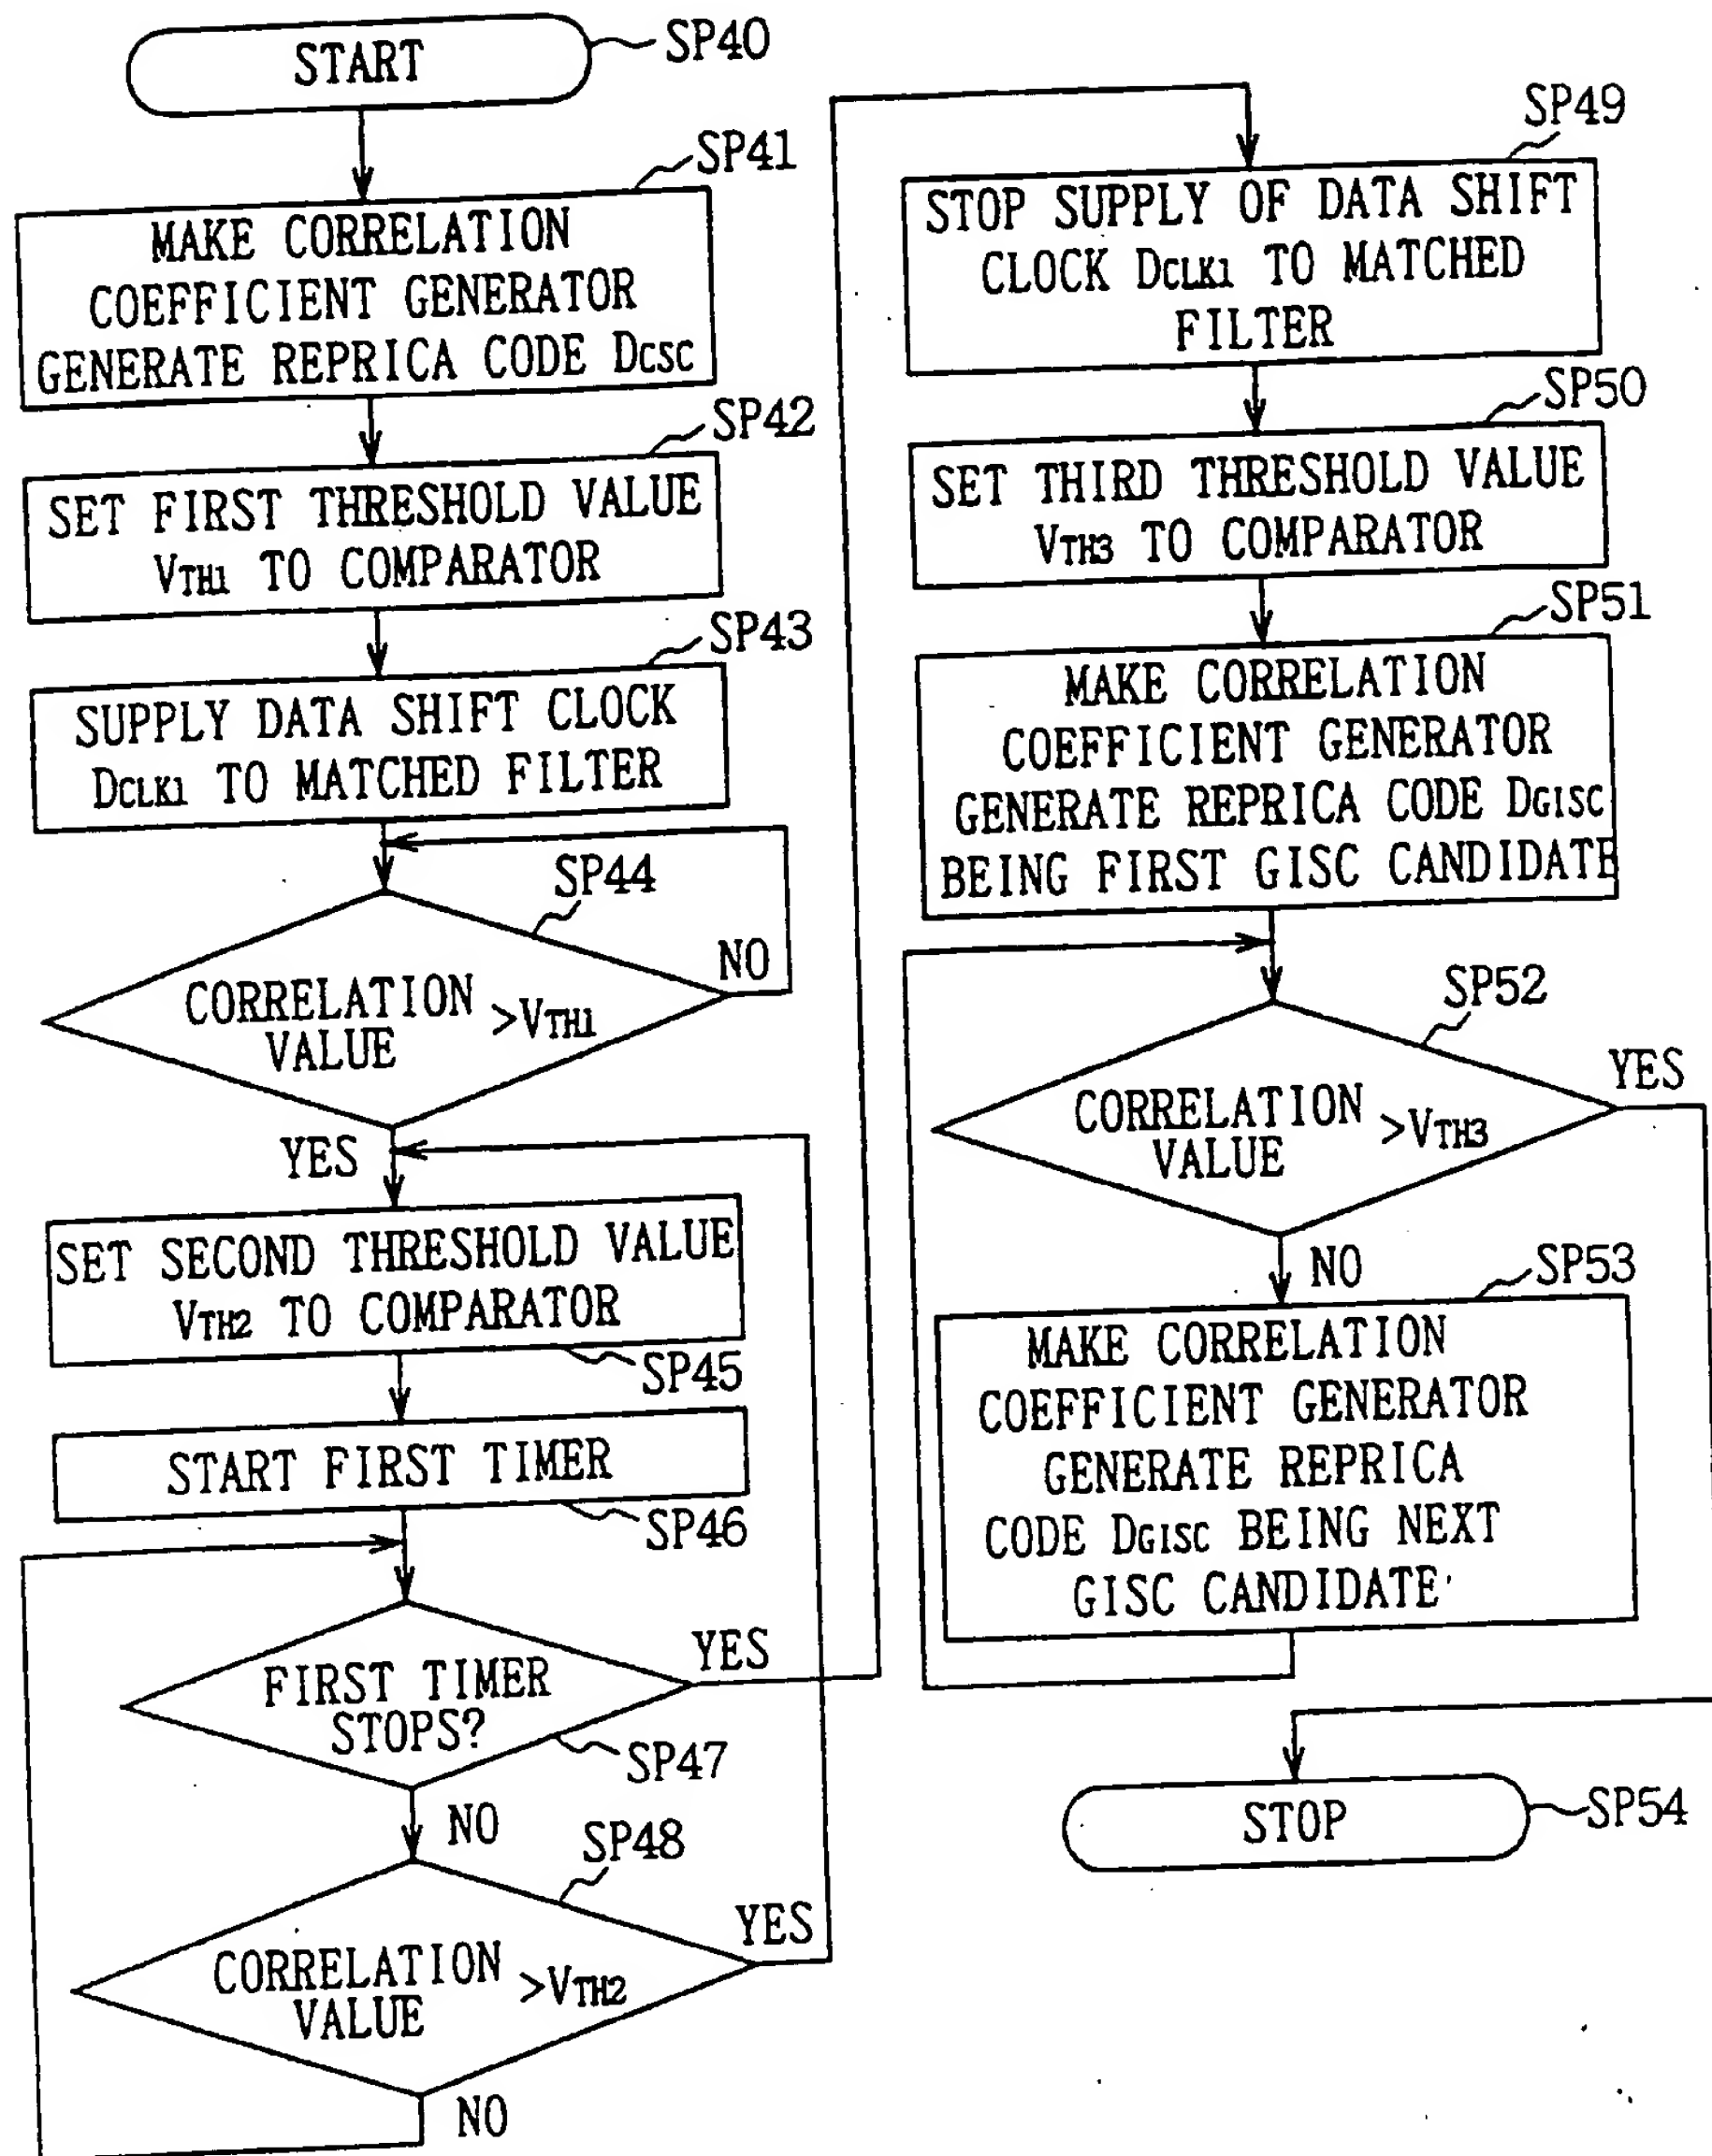 START
SP40
SP41
MAKE CORRELATION
COEFFICIENT GENERATOR
GENERATE REPRICA CODE DCSC
SP42
SET FIRST THRESHOLD VALUE
VTH1 TO COMPARATOR
SP43
SUPPLY DATA SHIFT CLOCK
DCLK1 TO MATCHED FILTER
SP44
NO
CORRELATION
VALUE
>VTH1
YES
SET SECOND THRESHOLD VALUE
VTH2 TO COMPARATOR
SP45
START FIRST TIMER
SP46
YES
FIRST TIMER
STOPS?
SP47
NO
SP48
YES
CORRELATION
VALUE
>VTH2
NO
SP49
STOP SUPPLY OF DATA SHIFT
CLOCK DCLK1 TO MATCHED
FILTER
SP50
SET THIRD THRESHOLD VALUE
VTH3 TO COMPARATOR
SP51
MAKE CORRELATION
COEFFICIENT GENERATOR
GENERATE REPRICA CODE DGISC
BEING FIRST GISC CANDIDATE
SP52
YES
CORRELATION
VALUE
>VTH3
NO
SP53
MAKE CORRELATION
COEFFICIENT GENERATOR
GENERATE REPRICA
CODE DGISC BEING NEXT
GISC CANDIDATE
STOP
SP54